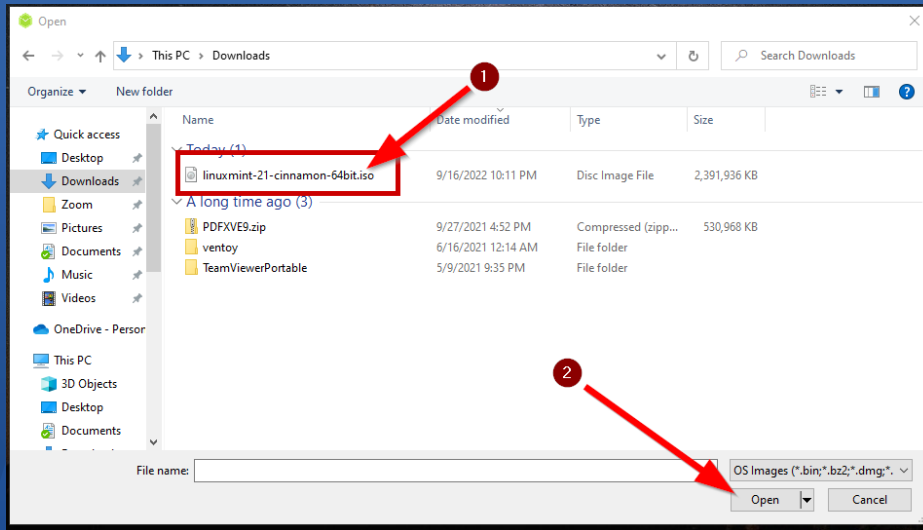 Open
This PC > Downloads
Search Downloads
Organize
New folder
1
Name
Date modified
Type
Size
Quick access
Desktop
Downloads
Zoom
Pictures
Documents
Music
Videos
OneDrive - Person
This PC
3D Objects
Desktop
Documents
Today (1)
linuxmint-21-cinnamon-64bit.iso 9/16/2022 10:11 PM Disc Image File 2,391,936 KB
A long time ago (3)
PDFXVE9.zip 9/27/2021 4:52 PM Compressed (zipp... 530,968 KB
ventoy 6/16/2021 12:14 AM File folder
TeamViewerPortable 5/9/2021 9:35 PM File folder
2
File name:
OS Images (*.bin;*.bz2;*.dmg;*.
Open
Cancel